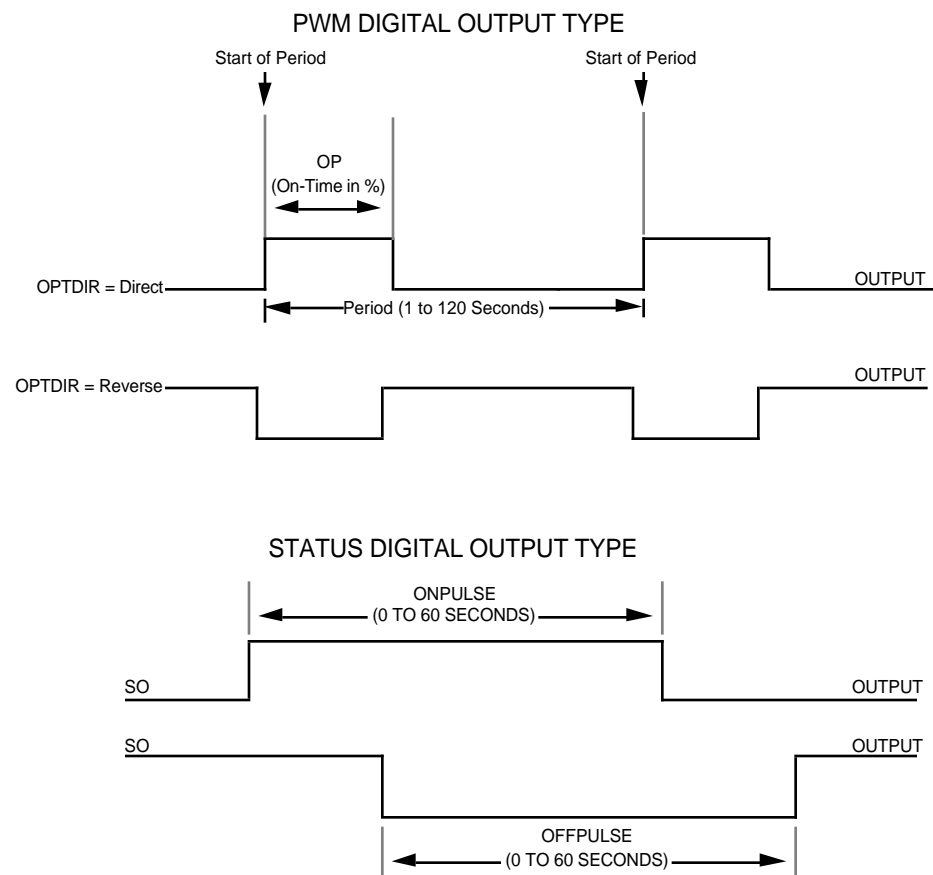 PWM DIGITAL OUTPUT TYPE
Start of Period
Start of Period
OP
(On-Time in %)
OPTDIR = Direct
OUTPUT
Period (1 to 120 Seconds)
OPTDIR = Reverse
OUTPUT
STATUS DIGITAL OUTPUT TYPE
ONPULSE
(0 TO 60 SECONDS)
SO
OUTPUT
SO
OUTPUT
OFFPULSE
(0 TO 60 SECONDS)